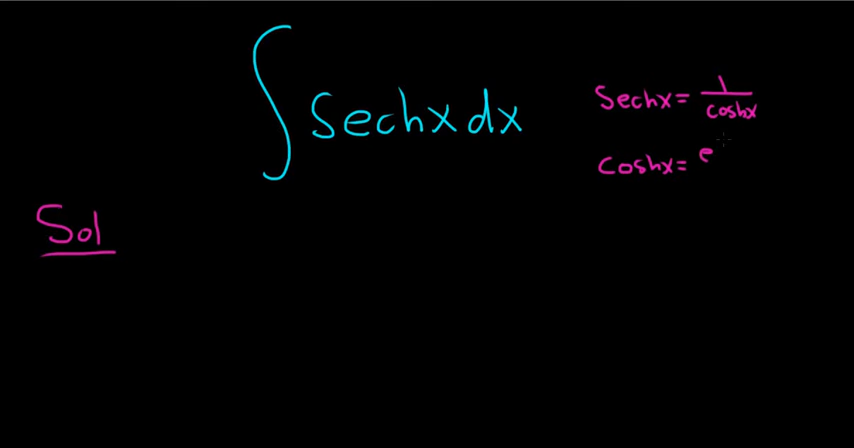 ∫ Sechx dx
Sechx = 1/coshx
Coshx = e
Sol